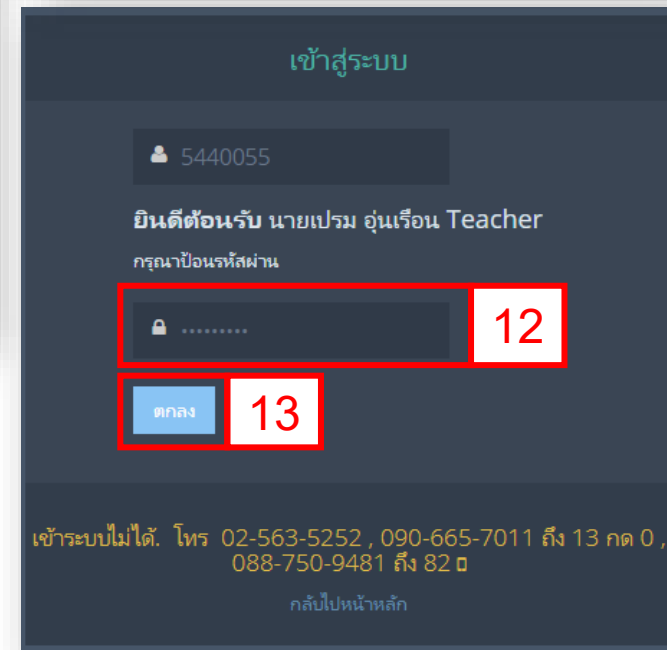 เข้าสู่ระบบ
5440055
ยินดีต้อนรับ นายเปรม อุ่นเรือน Teacher
กรุณาป้อนรหัสผ่าน
......... 12
ตกลง 13
เข้าระบบไม่ได้. โทร 02-563-5252 , 090-665-7011 ถึง 13 กด 0 ,
088-750-9481 ถึง 82
กลับไปหน้าหลัก